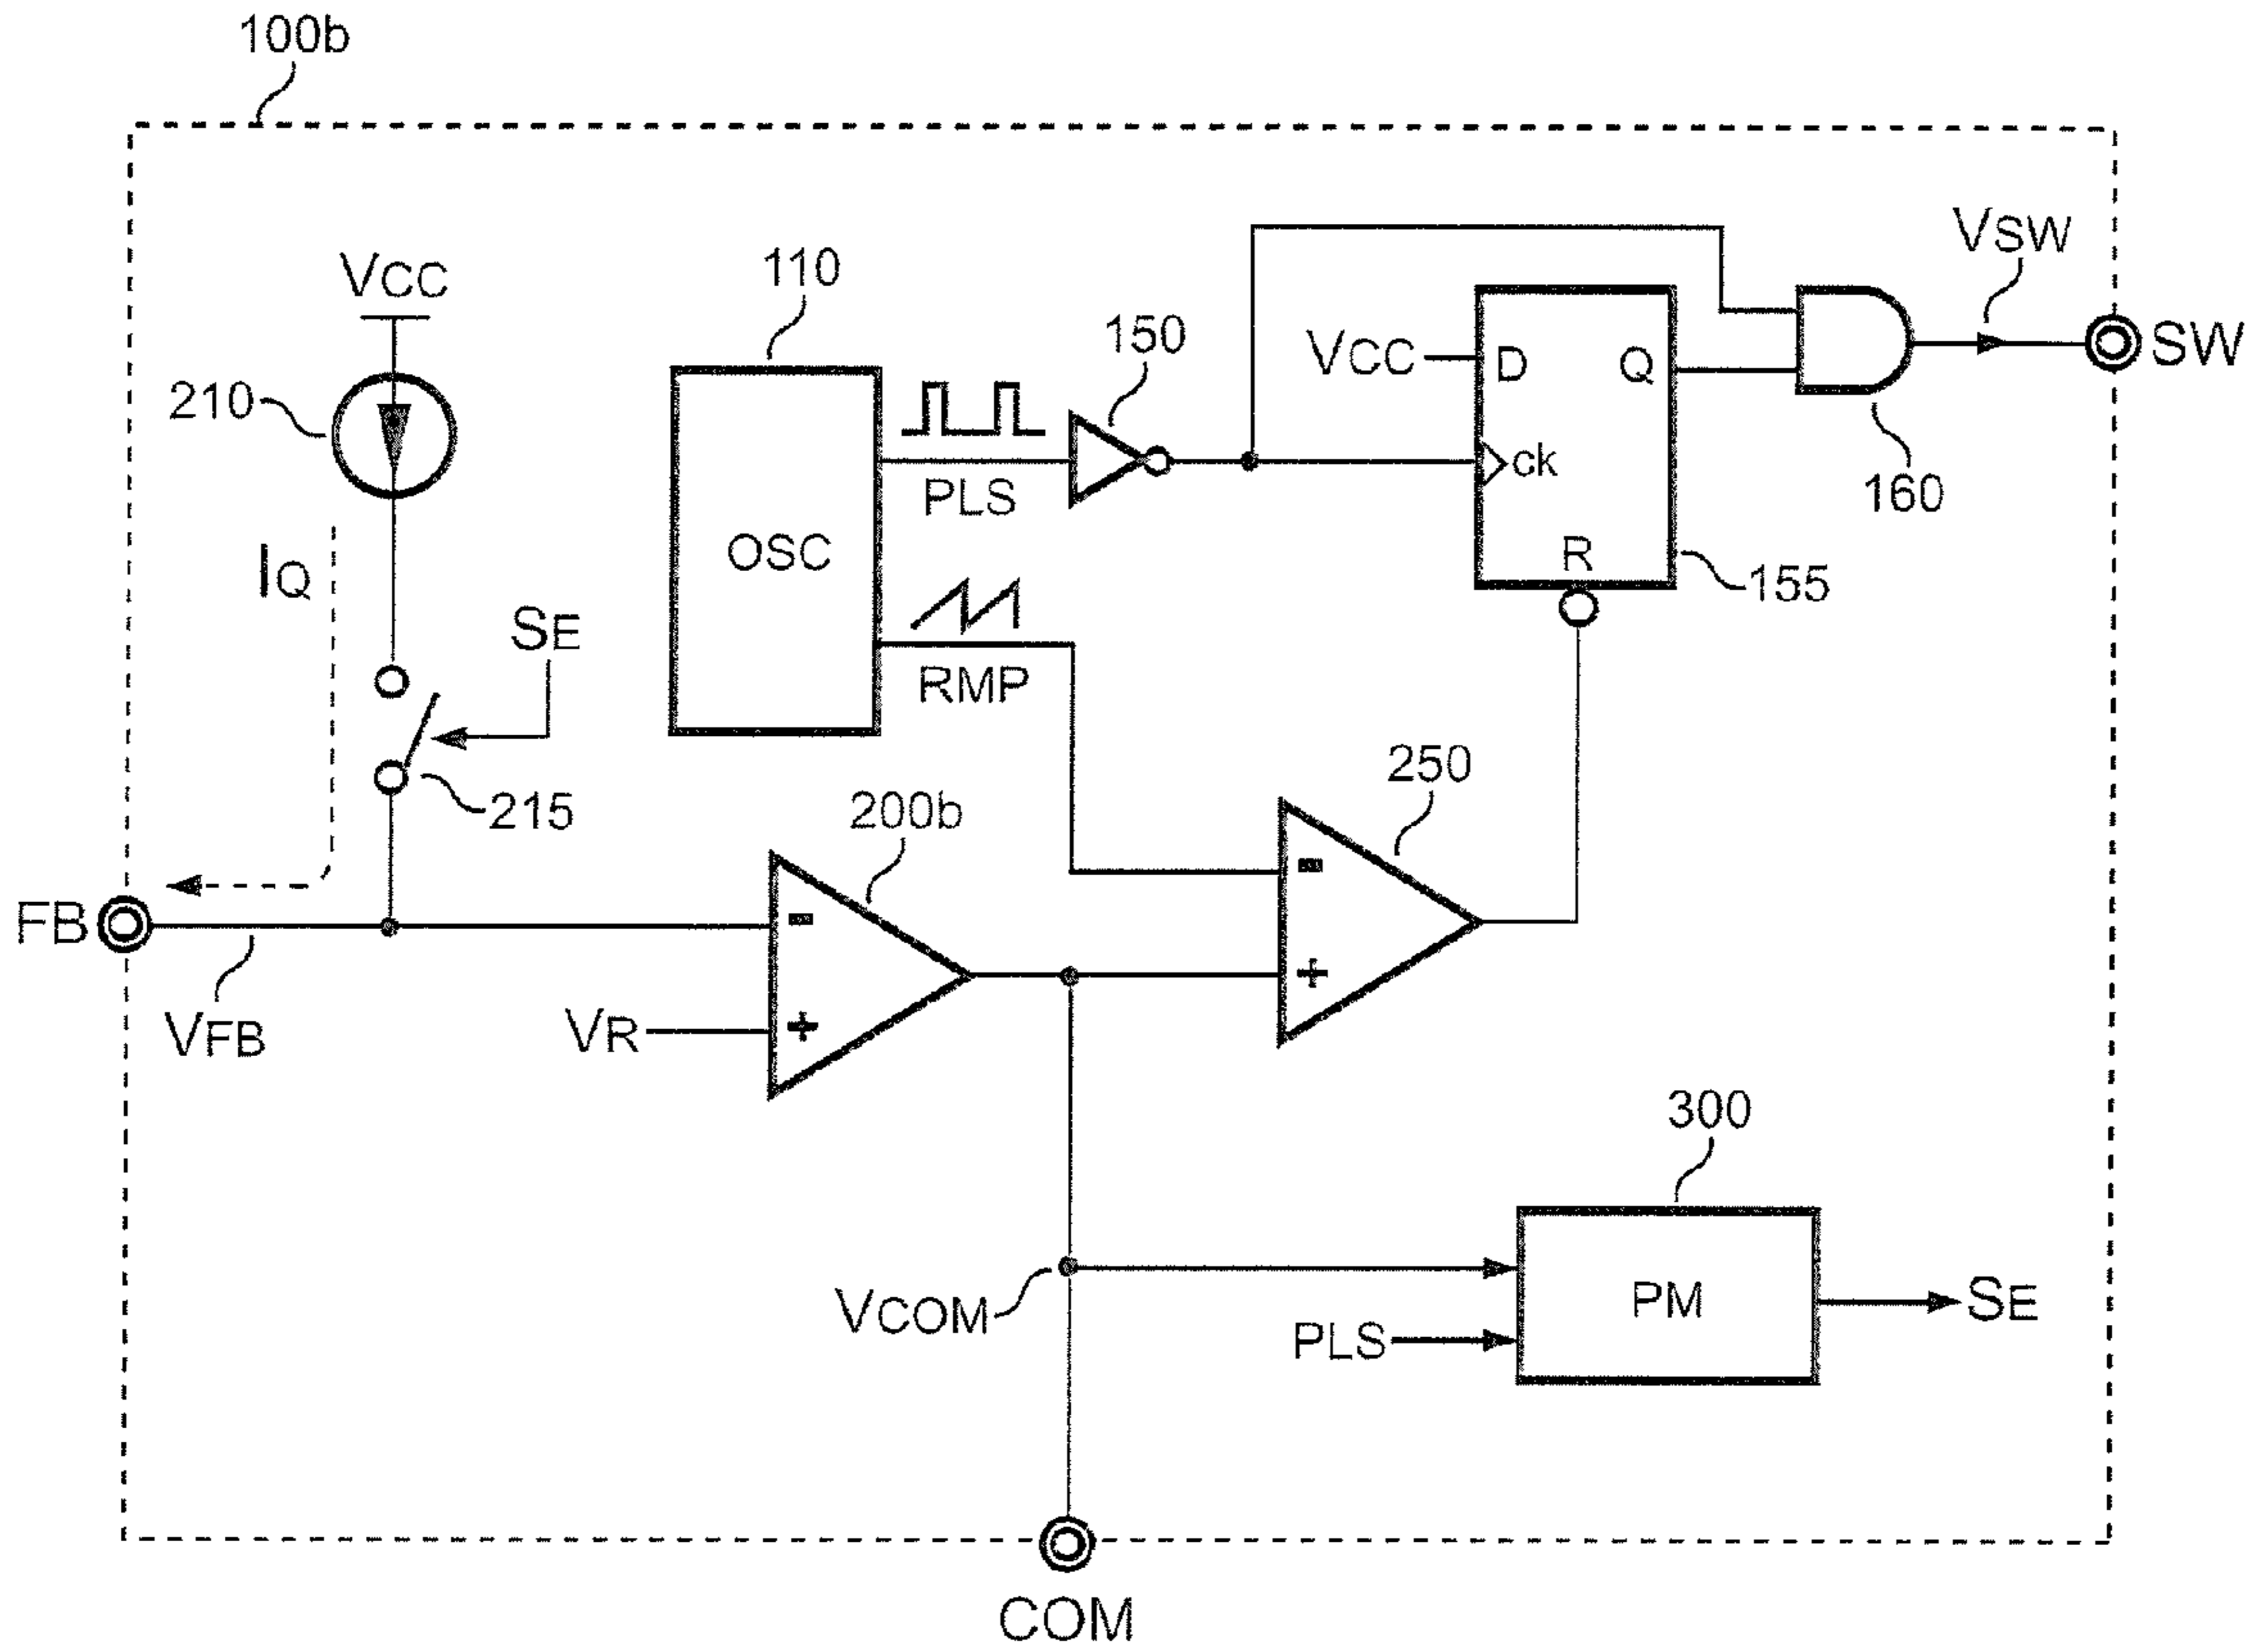 100b
VCC
210
IQ
SE
215
FB
VFB
110
OSC
PLS
RMP
150
VCC
D
Q
ck
R
155
160
VSW
SW
200b
-
+
VR
250
-
+
VCOM
300
PM
PLS
SE
COM